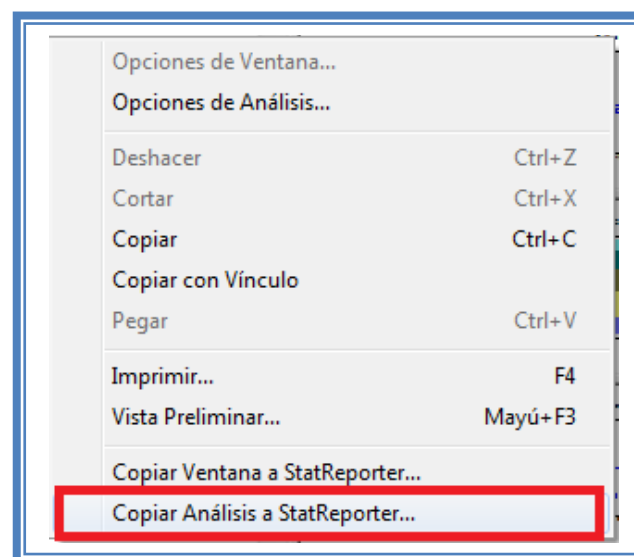 Opciones de Ventana...
Opciones de Análisis...
Deshacer Ctrl+Z
Cortar Ctrl+X
Copiar Ctrl+C
Copiar con Vínculo
Pegar Ctrl+V
Imprimir... F4
Vista Preliminar... Mayú+F3
Copiar Ventana a StatReporter...
Copiar Análisis a StatReporter...